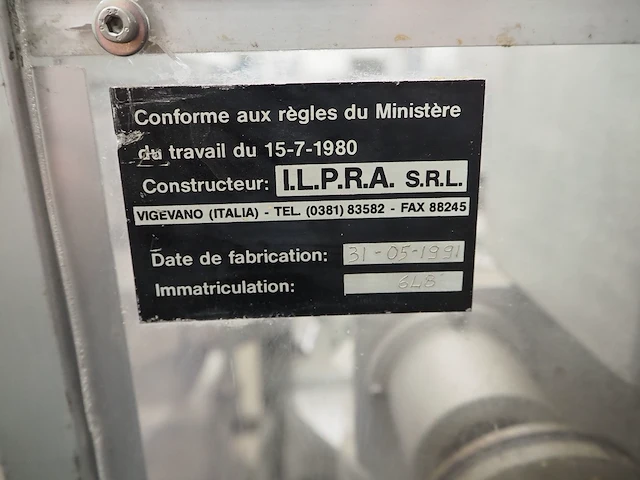 Conforme aux règles du Ministère
du travail du 15-7-1980
Constructeur: I.L.P.R.A. S.R.L.
VIGEVANO (ITALIA) - TEL. (0381) 83582 - FAX 88245
Date de fabrication: 31-05-1991
Immatriculation: 648